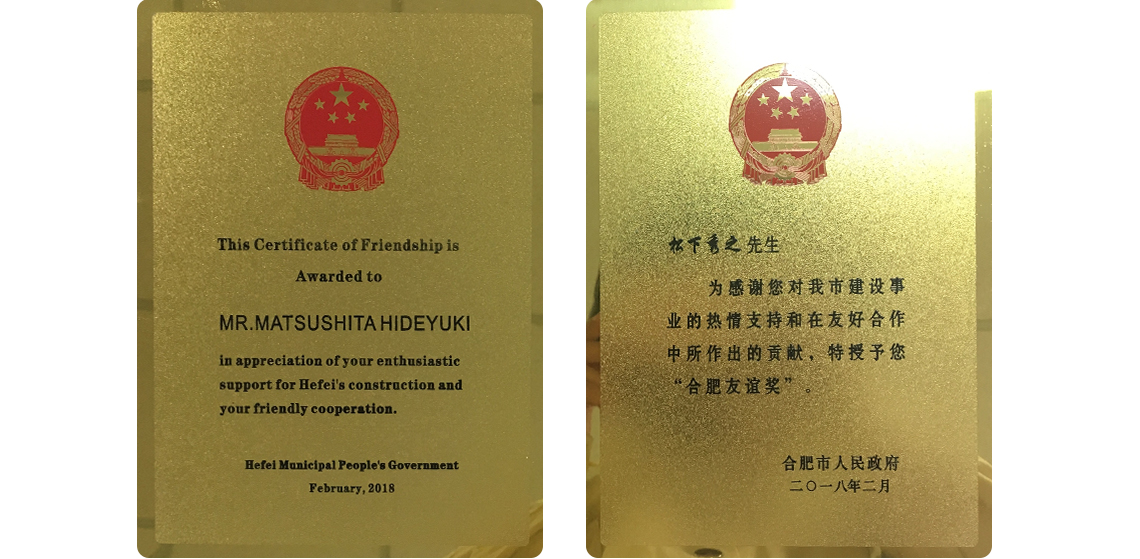 This Certificate of Friendship is
Awarded to
MR.MATSUSHITA HIDEYUKI
in appreciation of your enthusiastic
support for Hefei's construction and
your friendly cooperation.
Hefei Municipal People's Government
February, 2018
松下秀之先生
为感谢您对我市建设事
业的热情支持和在友好合作
中所作出的贡献，特授予您
“合肥友谊奖”。
合肥市人民政府
二〇一八年二月